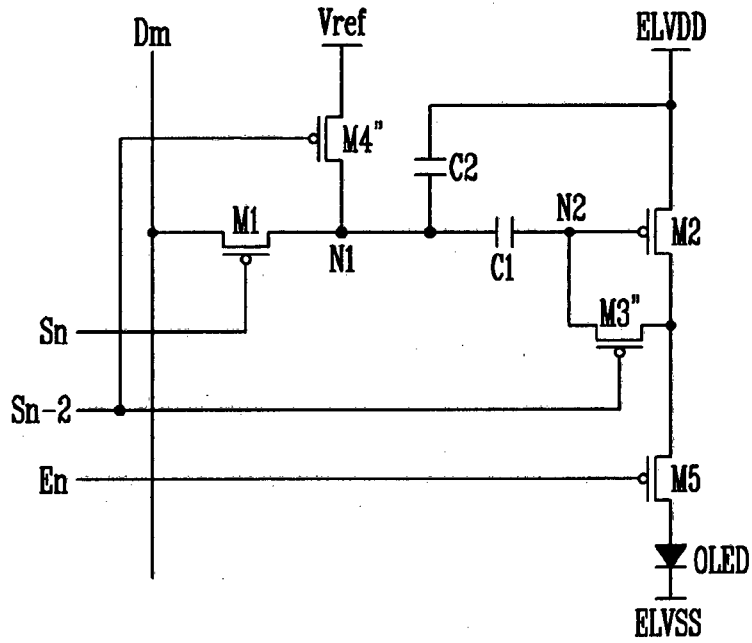 Dm
Vref
ELVDD
M4"
C2
M1
N1
C1
N2
M2
M3"
Sn
Sn-2
En
M5
OLED
ELVSS